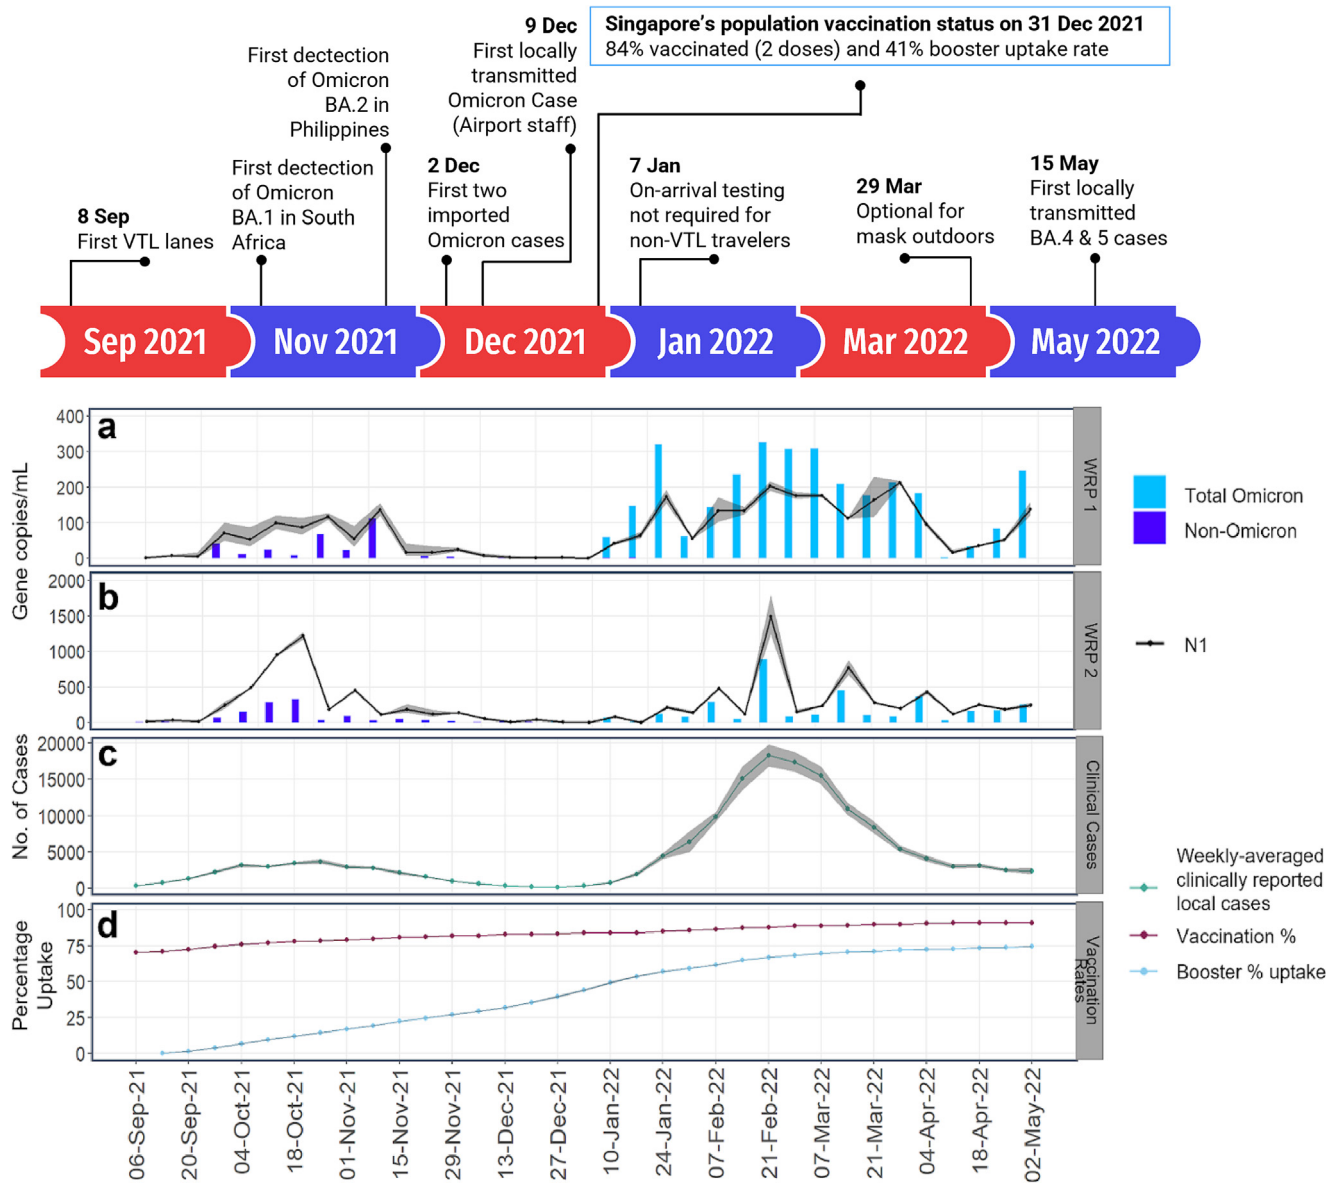 9 Dec
First locally
transmitted
Omicron Case
(Airport staff)
Singapore's population vaccination status on 31 Dec 2021
84% vaccinated (2 doses) and 41% booster uptake rate
First dectection
of Omicron
BA.2 in
Philippines
8 Sep
First VTL lanes
First dectection
of Omicron
BA.1 in South
Africa
2 Dec
First two
imported
Omicron cases
7 Jan
On-arrival testing
not required for
non-VTL travelers
29 Mar
Optional for
mask outdoors
15 May
First locally
transmitted
BA.4 & 5 cases
Sep 2021
Nov 2021
Dec 2021
Jan 2022
Mar 2022
May 2022
a
400
300
200
100
0
WRP 1
Gene copies/mL
Total Omicron
Non-Omicron
b
2000
1500
1000
500
0
WRP 2
N1
c
20000
15000
10000
5000
0
No. of Cases
Clinical Cases
Weekly-averaged
clinically reported
local cases
Vaccination %
Booster % uptake
d
100
75
50
25
0
Percentage
Uptake
Vaccination
Rates
06-Sep-21
20-Sep-21
04-Oct-21
18-Oct-21
01-Nov-21
15-Nov-21
29-Nov-21
13-Dec-21
27-Dec-21
10-Jan-22
24-Jan-22
07-Feb-22
21-Feb-22
07-Mar-22
21-Mar-22
04-Apr-22
18-Apr-22
02-May-22